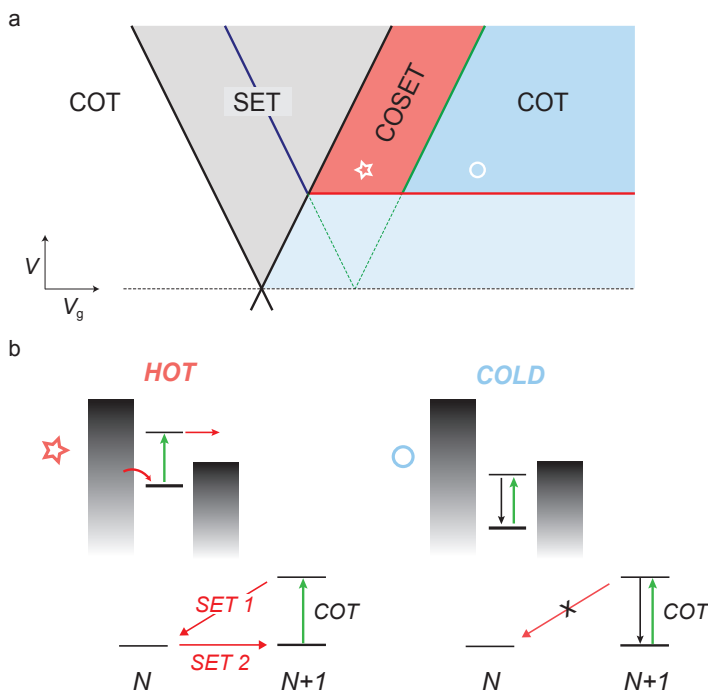 a
COT
SET
COSET
COT
V
Vg
b
HOT
COLD
SET 1
COT
SET 2
N
N+1
COT
N
N+1